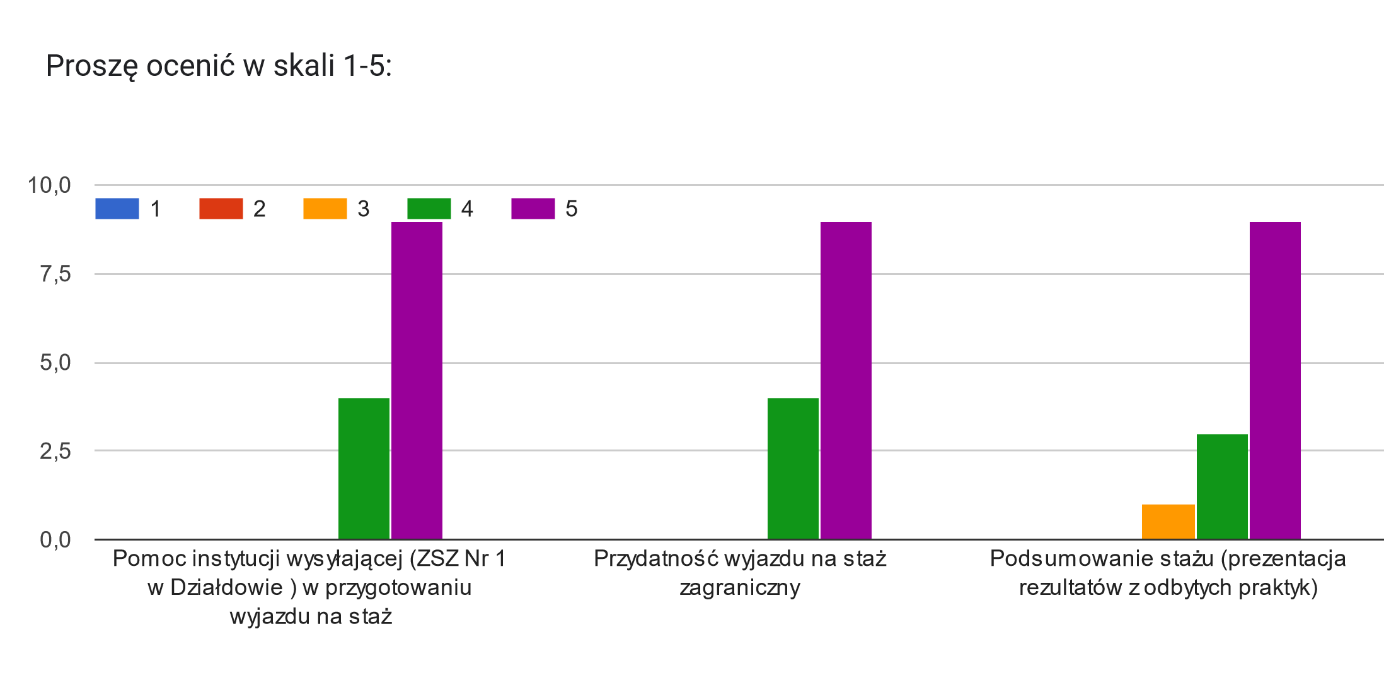 Proszę ocenić w skali 1-5:
10,0
1 2 3 4 5
7,5
5,0
2,5
0,0
Pomoc instytucji wysyłającej (ZSZ Nr 1
w Działdowie ) w przygotowaniu
wyjazdu na staż
Przydatność wyjazdu na staż
zagraniczny
Podsumowanie stażu (prezentacja
rezultatów z odbytych praktyk)